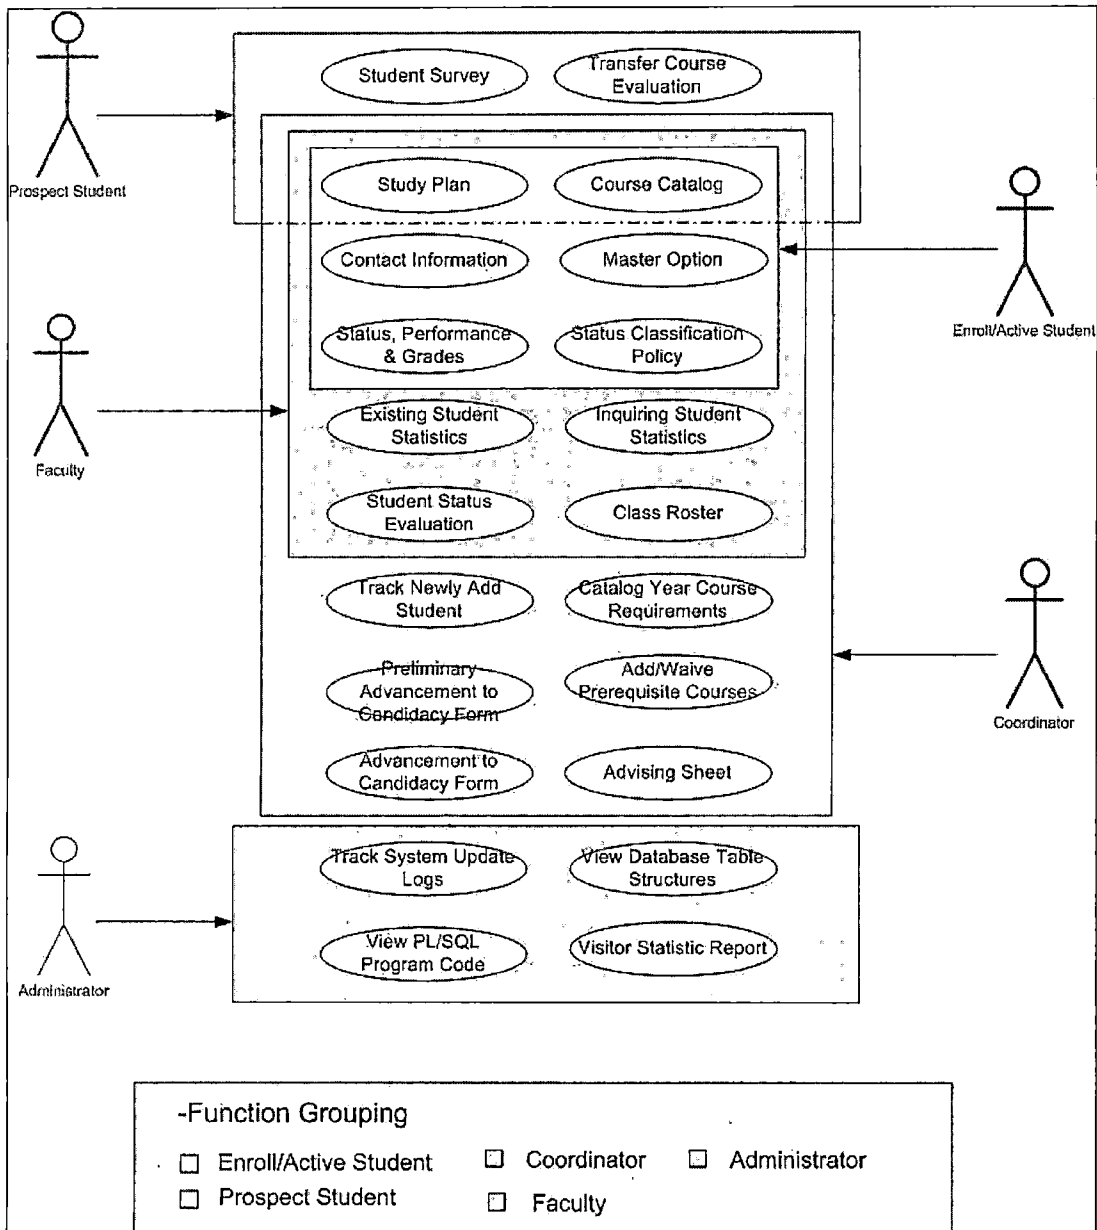 Student Survey
Transfer Course
Evaluation
Prospect Student
Study Plan
Course Catalog
Contact Information
Master Option
Enroll/Active Student
Status, Performance
& Grades
Status Classification
Policy
Faculty
Existing Student
Statistics
Inquiring Student
Statistics
Student Status
Evaluation
Class Roster
Track Newly Add
Student
Catalog Year Course
Requirements
Preliminary
Advancement to
Candidacy Form
Add/Waive
Prerequisite Courses
Coordinator
Advancement to
Candidacy Form
Advising Sheet
Track System Update
Logs
View Database Table
Structures
Administrator
View PL/SQL
Program Code
Visitor Statistic Report
-Function Grouping
Enroll/Active Student
Coordinator
Administrator
Prospect Student
Faculty